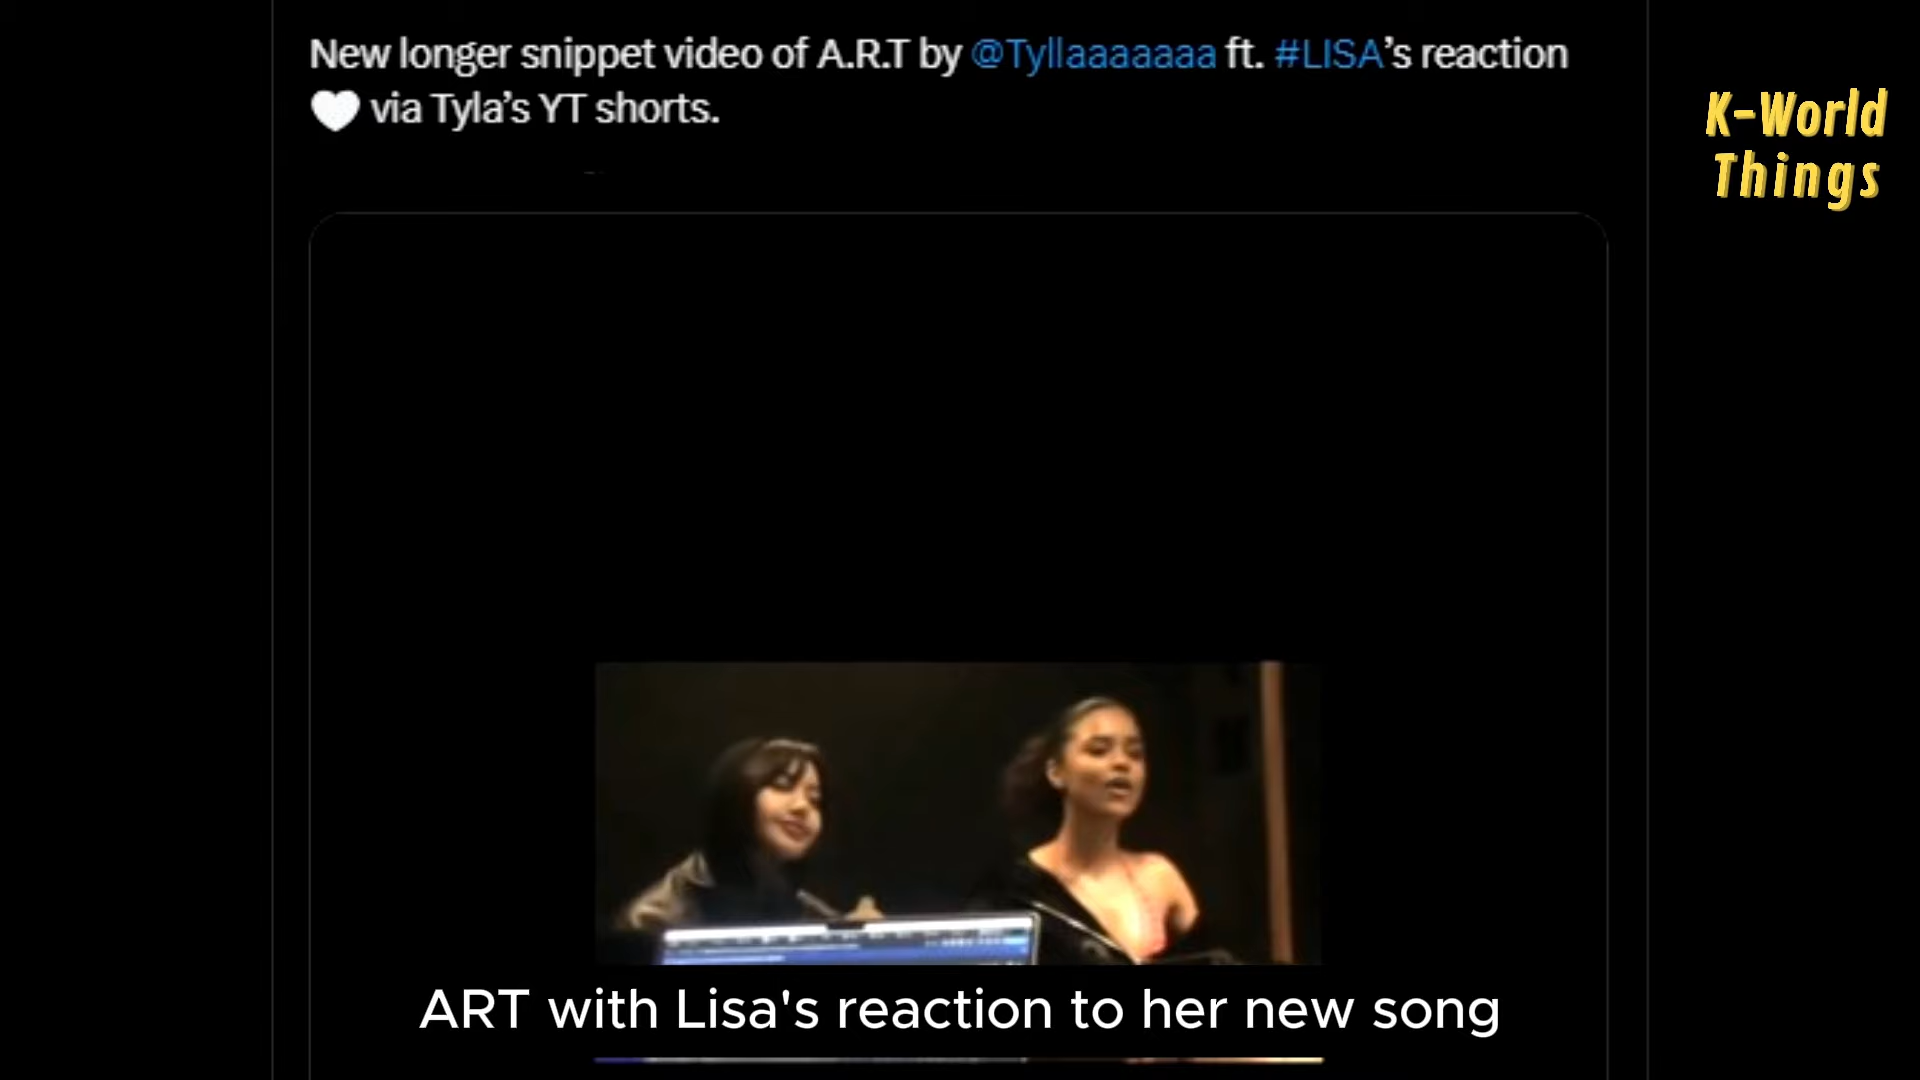 New longer snippet video of A.R.T by @Tyllaaaaaaa ft. #LISA’s reaction
🤍 via Tyla’s YT shorts.
K-World
Things
ART with Lisa's reaction to her new song